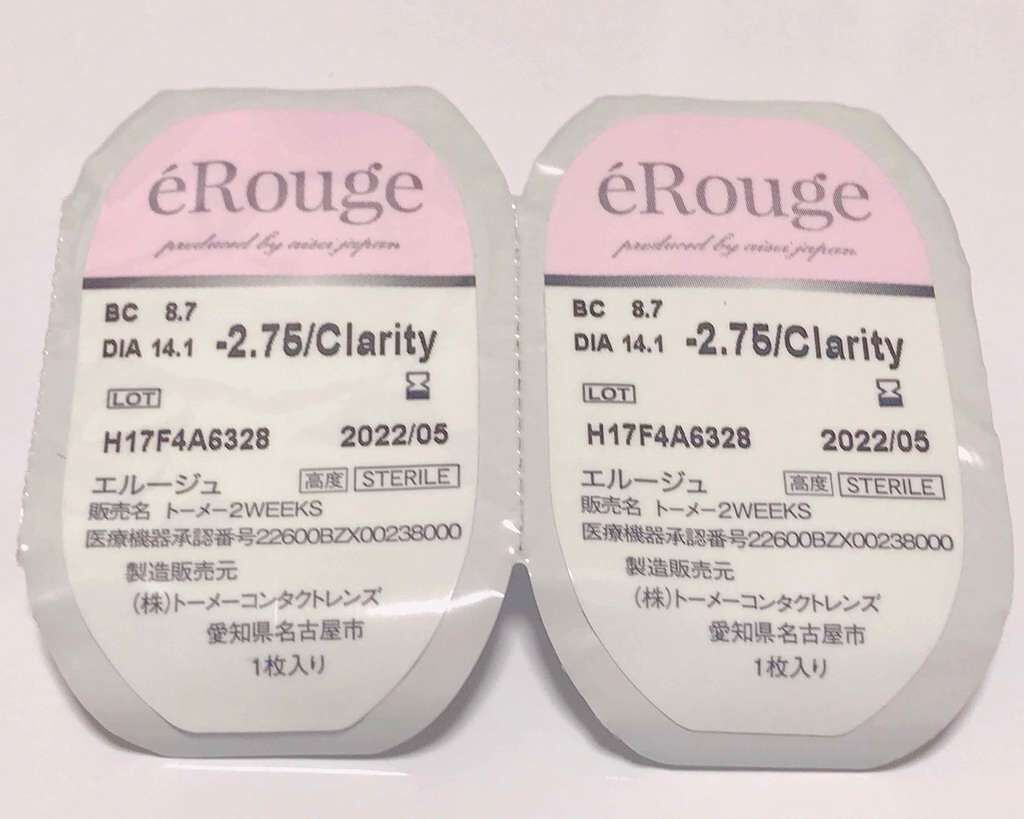 éRouge
produced by aisei japan
BC 8.7
DIA 14.1 -2.75/Clarity
LOT
H17F4A6328 2022/05
エルージュ 高度 STERILE
販売名 トーメー2WEEKS
医療機器承認番号22600BZX00238000
製造販売元
(株)トーメーコンタクトレンズ
愛知県名古屋市
1枚入り
éRouge
produced by aisei japan
BC 8.7
DIA 14.1 -2.75/Clarity
LOT
H17F4A6328 2022/05
エルージュ 高度 STERILE
販売名 トーメー2WEEKS
医療機器承認番号22600BZX00238000
製造販売元
(株)トーメーコンタクトレンズ
愛知県名古屋市
1枚入り